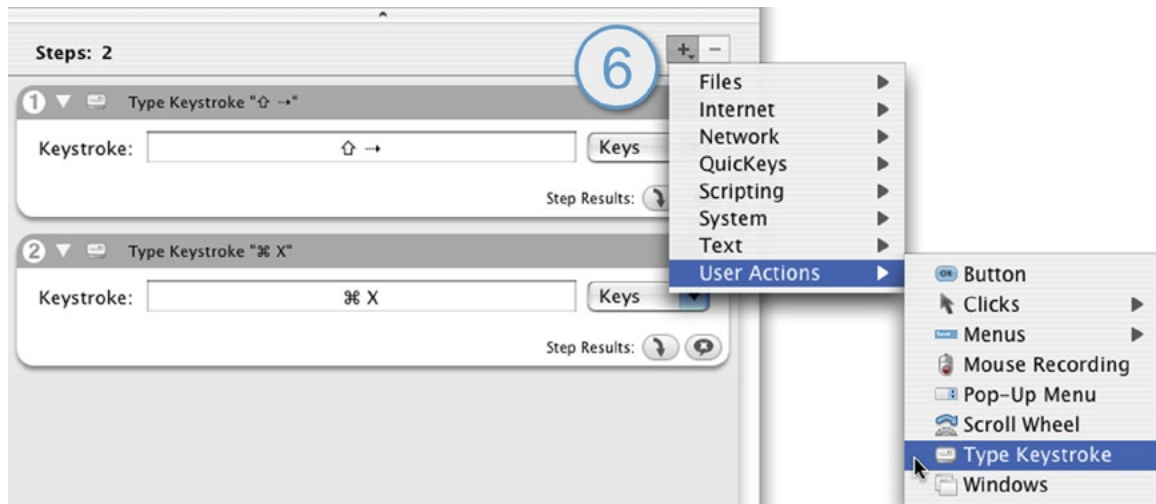 Steps: 2
6
+ −
1 Type Keystroke "⇧ ⇢"
Keystroke: ⇧ ⇢ Keys
Step Results:
2 Type Keystroke "⌘ X"
Keystroke: ⌘ X Keys
Step Results:
Files
Internet
Network
QuicKeys
Scripting
System
Text
User Actions
OK Button
Clicks
Menus
Mouse Recording
Pop-Up Menu
Scroll Wheel
Type Keystroke
Windows